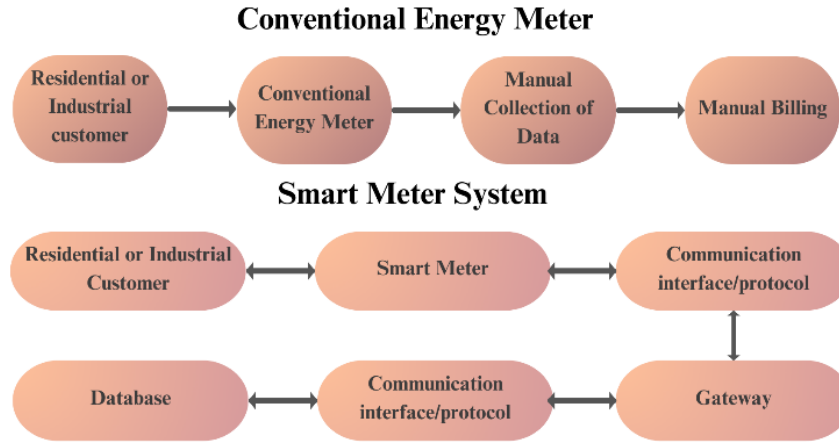 Conventional Energy Meter
Residential or
Industrial
customer
Conventional
Energy Meter
Manual
Collection of
Data
Manual Billing
Smart Meter System
Residential or Industrial
Customer
Smart Meter
Communication
interface/protocol
Database
Communication
interface/protocol
Gateway